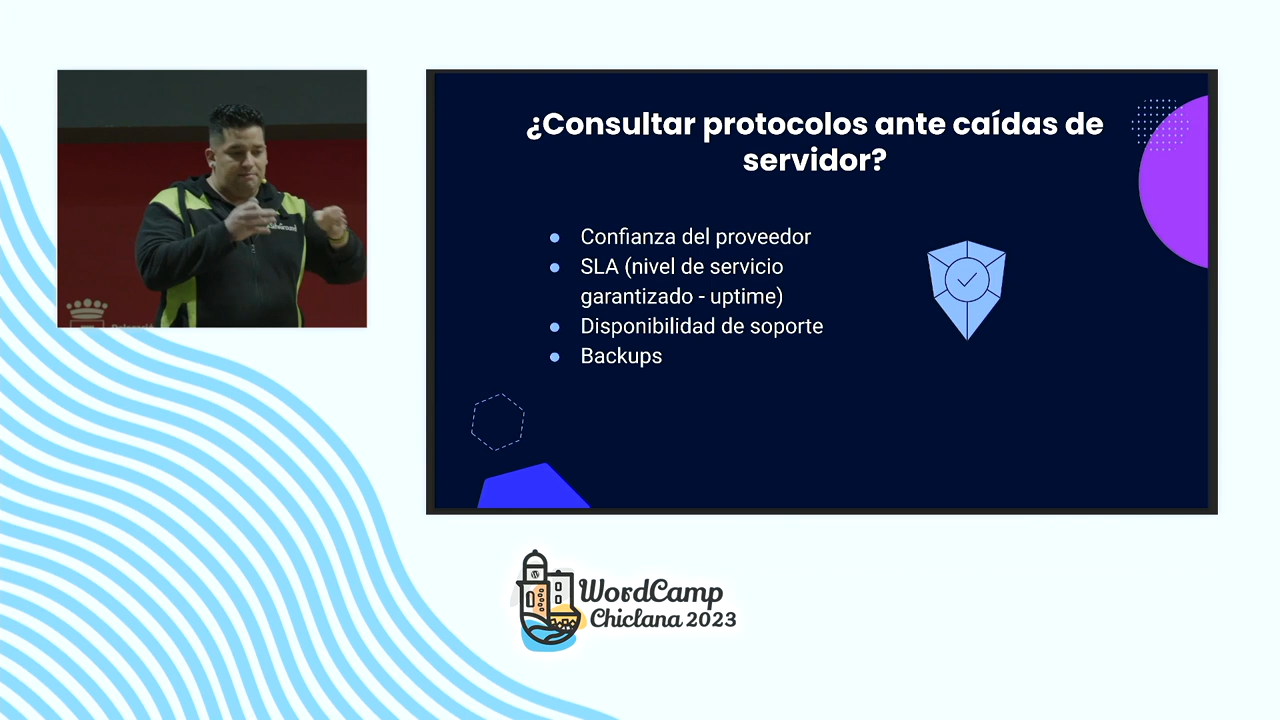 ¿Consultar protocolos ante caídas de
servidor?
Confianza del proveedor
SLA (nivel de servicio
garantizado - uptime)
Disponibilidad de soporte
Backups
WordCamp
Chiclana 2023